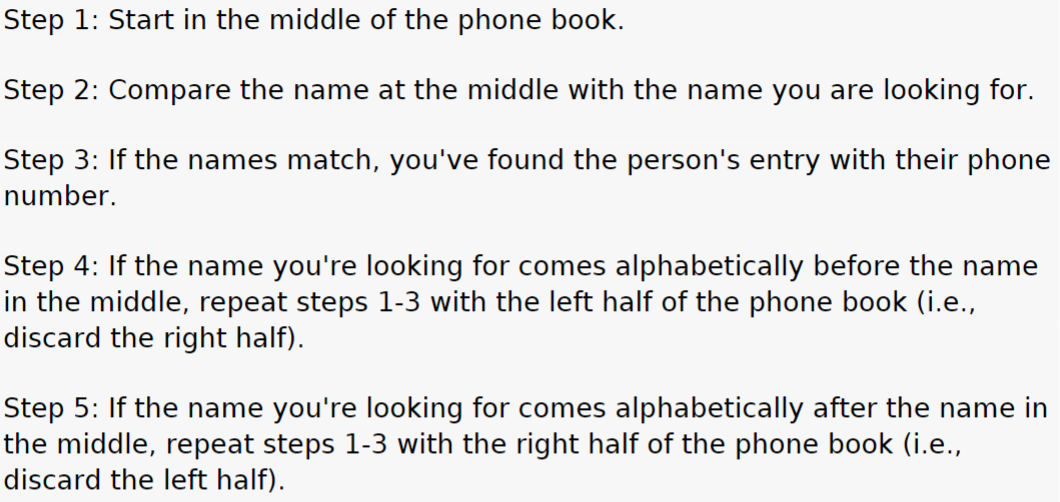 Step 1: Start in the middle of the phone book.
Step 2: Compare the name at the middle with the name you are looking for.
Step 3: If the names match, you've found the person's entry with their phone
number.
Step 4: If the name you're looking for comes alphabetically before the name
in the middle, repeat steps 1-3 with the left half of the phone book (i.e.,
discard the right half).
Step 5: If the name you're looking for comes alphabetically after the name in
the middle, repeat steps 1-3 with the right half of the phone book (i.e.,
discard the left half).